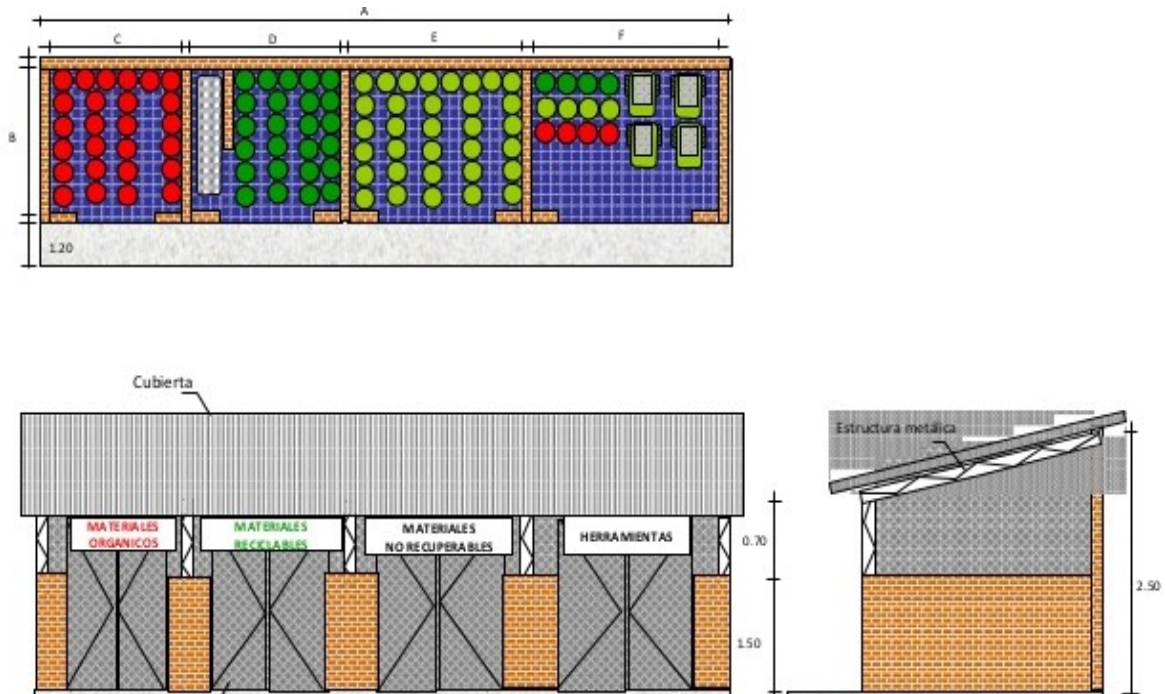 A
C
D
E
F
B
1.20
Cubierta
Estructura metálica
MATERIALES
ORGANICOS
MATERIALES
RECICLABLES
MATERIALES
NO RECUPERABLES
HERRAMIENTAS
0.70
2.50
1.50